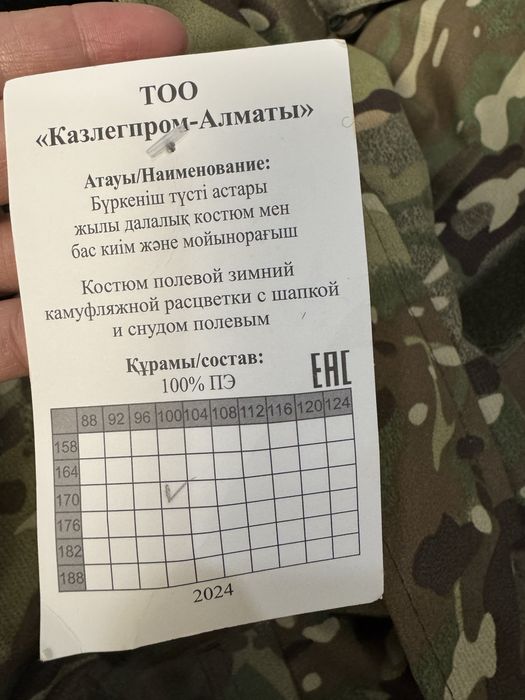 ТОО
«Казлегпром-Алматы»
Атауы/Наименование:
Бүркеніш түсті астары
жылы далалық костюм мен
бас киім және мойынорағыш
Костюм полевой зимний
камуфляжной расцветки с шапкой
и снудом полевым
Құрамы/состав:
100% ПЭ
EAC
88 92 96 100 104 108 112 116 120 124
158
164
170
176
182
188
2024